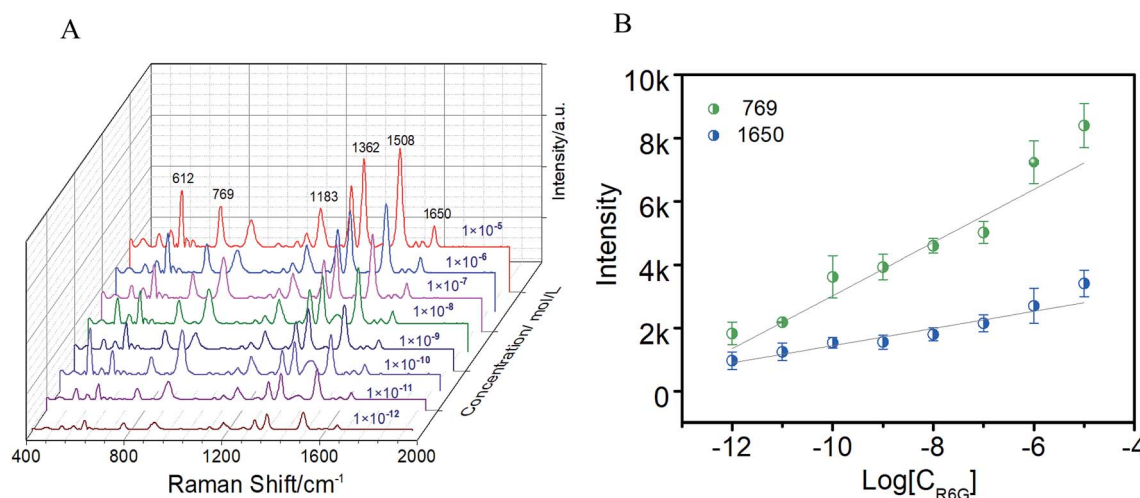 A
612
769
1183
1362
1508
1650
1×10⁻⁵
1×10⁻⁶
1×10⁻⁷
1×10⁻⁸
1×10⁻⁹
1×10⁻¹⁰
1×10⁻¹¹
1×10⁻¹²
Intensity/a.u.
Concentration/ mol/L
400
800
1200
1600
2000
Raman Shift/cm⁻¹
B
10k
8k
6k
4k
2k
0
Intensity
769
1650
-12
-10
-8
-6
-4
Log[C_R6G]